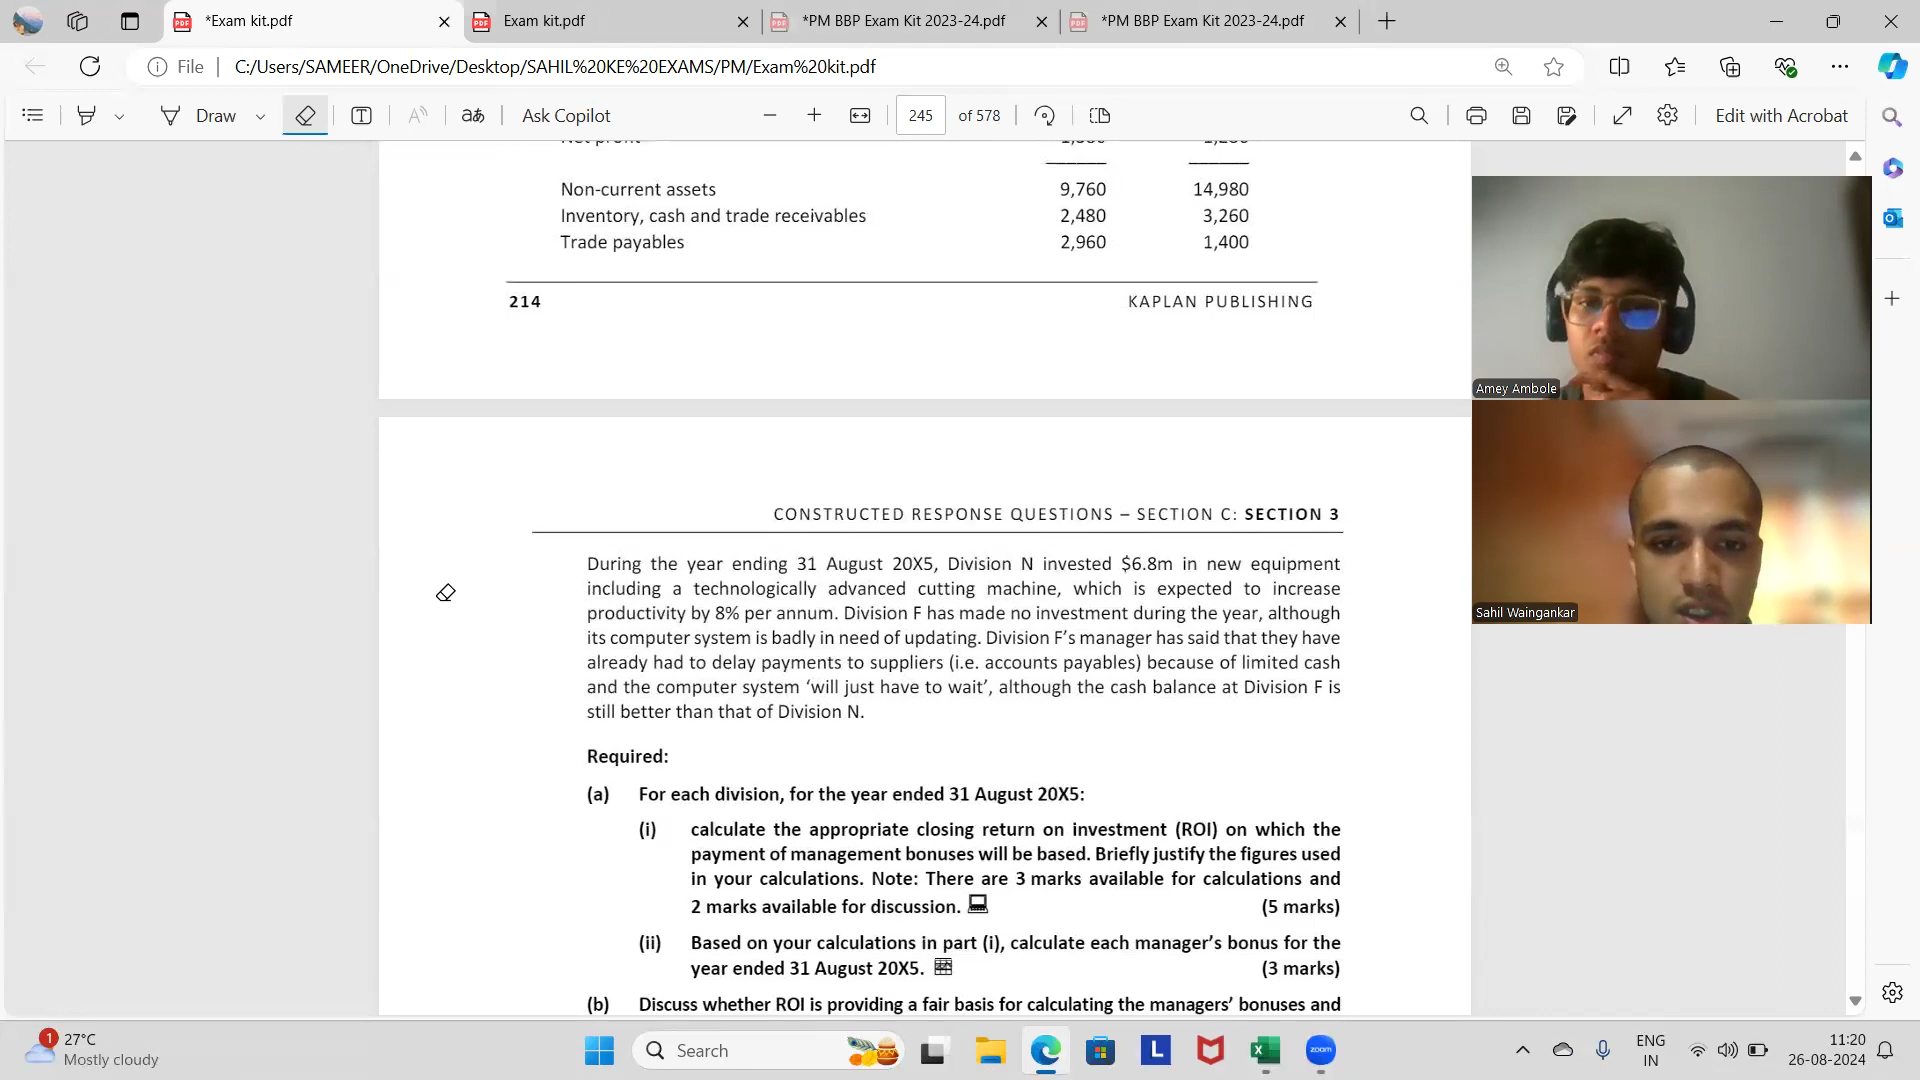 *Exam kit.pdf
Exam kit.pdf
*PM BBP Exam Kit 2023-24.pdf
*PM BBP Exam Kit 2023-24.pdf
File
C:/Users/SAMEER/OneDrive/Desktop/SAHIL%20KE%20EXAMS/PM/Exam%20kit.pdf
Draw
Ask Copilot
245 of 578
Edit with Acrobat
Non-current assets 9,760 14,980
Inventory, cash and trade receivables 2,480 3,260
Trade payables 2,960 1,400
214 KAPLAN PUBLISHING
Amey Ambole
Sahil Waingankar
CONSTRUCTED RESPONSE QUESTIONS – SECTION C: SECTION 3
During the year ending 31 August 20X5, Division N invested $6.8m in new equipment
including a technologically advanced cutting machine, which is expected to increase
productivity by 8% per annum. Division F has made no investment during the year, although
its computer system is badly in need of updating. Division F’s manager has said that they have
already had to delay payments to suppliers (i.e. accounts payables) because of limited cash
and the computer system ‘will just have to wait’, although the cash balance at Division F is
still better than that of Division N.
Required:
(a) For each division, for the year ended 31 August 20X5:
(i) calculate the appropriate closing return on investment (ROI) on which the
payment of management bonuses will be based. Briefly justify the figures used
in your calculations. Note: There are 3 marks available for calculations and
2 marks available for discussion. (5 marks)
(ii) Based on your calculations in part (i), calculate each manager’s bonus for the
year ended 31 August 20X5. (3 marks)
(b) Discuss whether ROI is providing a fair basis for calculating the managers’ bonuses and
1
27°C
Mostly cloudy
Search
zoom
ENG
IN
11:20
26-08-2024